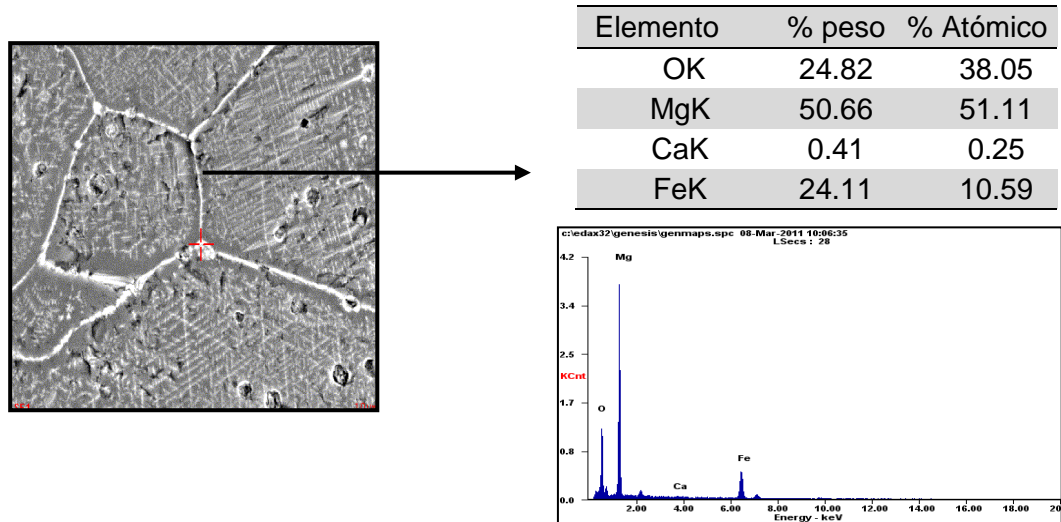 Elemento % peso % Atómico
OK 24.82 38.05
MgK 50.66 51.11
CaK 0.41 0.25
FeK 24.11 10.59
c:\edax32\genesis\genmaps.spc 08-Mar-2011 10:06:35
LSecs : 28
4.2
Mg
3.4
2.5
KCnt
1.7
O
0.8
Fe
Ca
0.0
2.00 4.00 6.00 8.00 10.00 12.00 14.00 16.00 18.00 20
Energy - keV